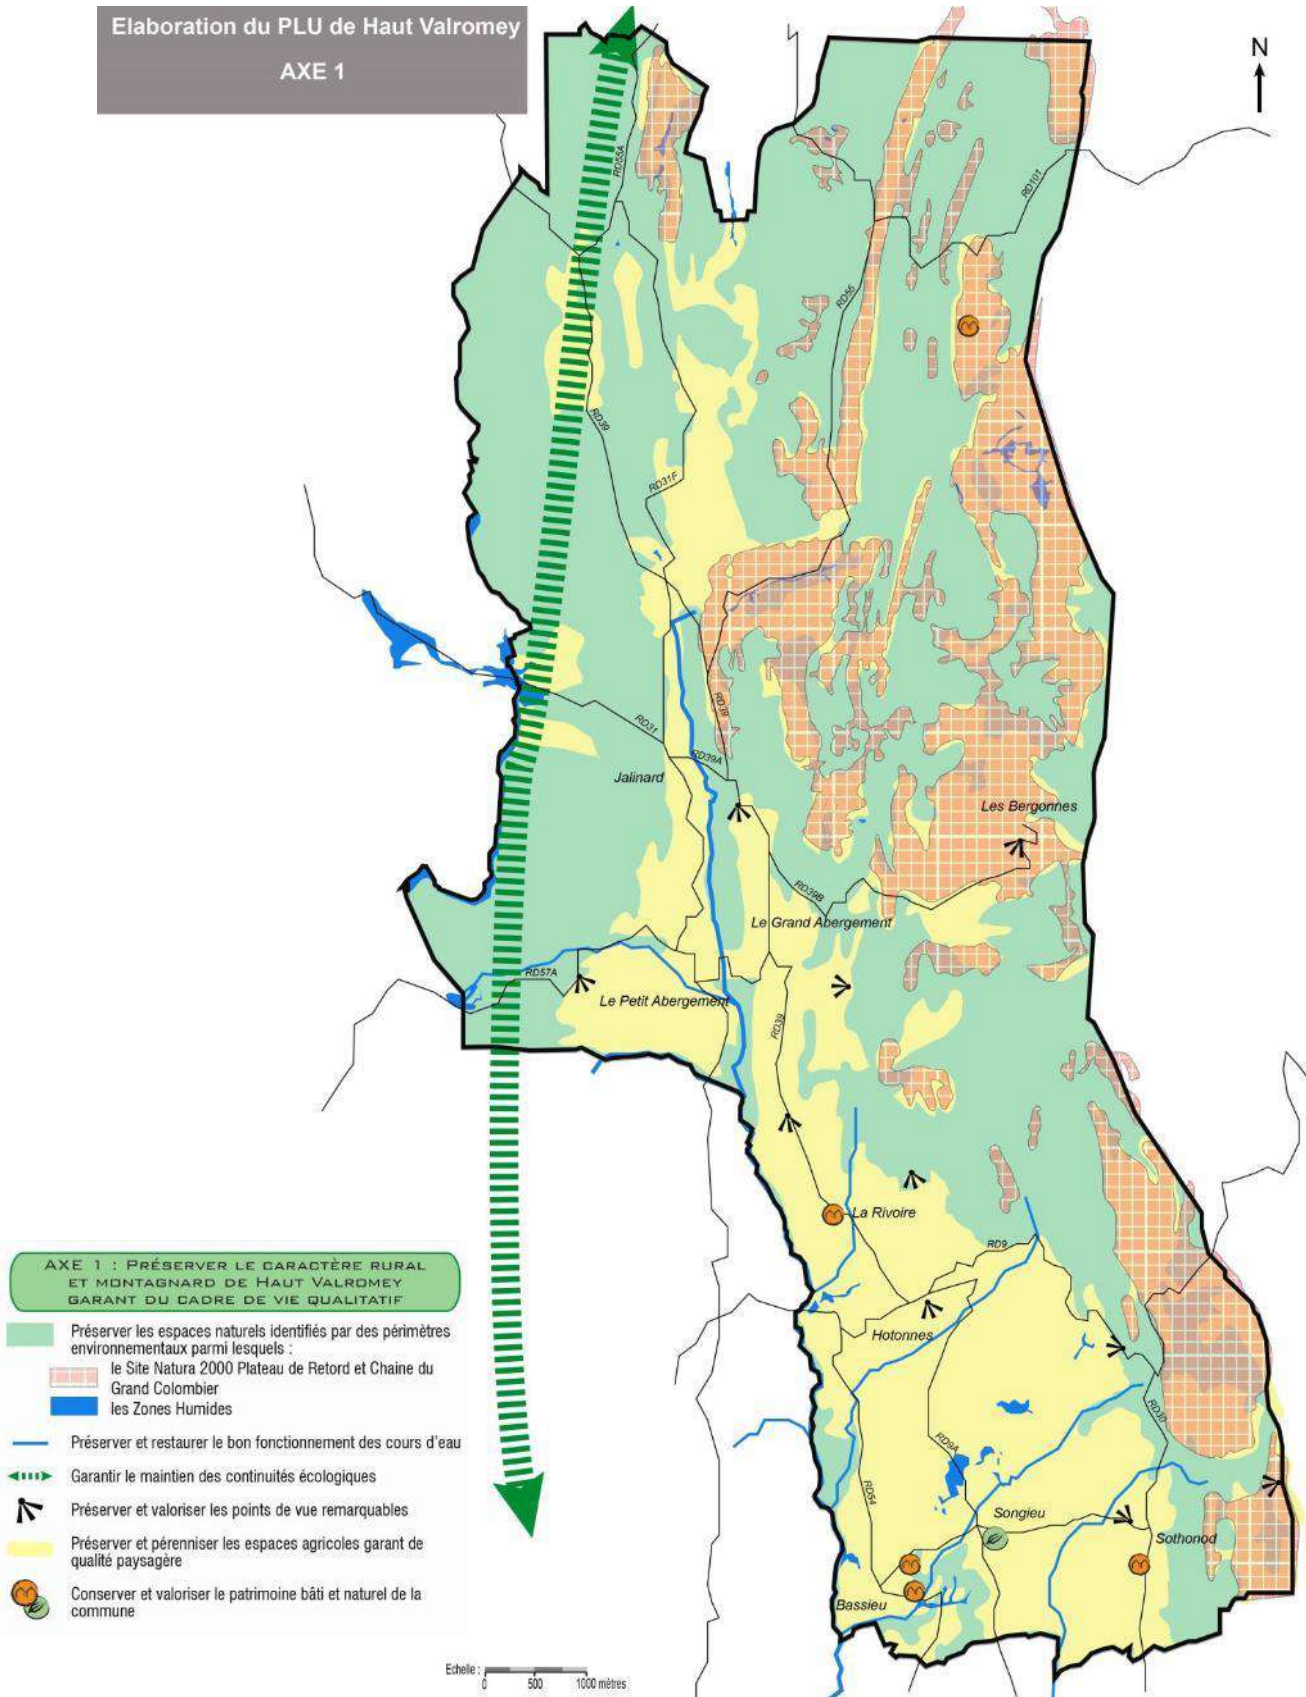 Elaboration du PLU de Haut Valromey
AXE 1
N
RD55A
RD101
RD55
RD39
RD31F
RD39
RD31
RD39A
Jalinard
Les Bergonnes
RD39B
Le Grand Abergement
RD57A
Le Petit Abergement
RD39
La Rivoire
RD9
Hotonnes
RD30
RD9A
RD54
Songieu
Sothonod
Bassieu
AXE 1 : PRÉSERVER LE CARACTÈRE RURAL
ET MONTAGNARD DE HAUT VALROMEY
GARANT DU CADRE DE VIE QUALITATIF
Préserver les espaces naturels identifiés par des périmètres
environnementaux parmi lesquels :
le Site Natura 2000 Plateau de Retord et Chaine du
Grand Colombier
les Zones Humides
Préserver et restaurer le bon fonctionnement des cours d'eau
Garantir le maintien des continuités écologiques
Préserver et valoriser les points de vue remarquables
Préserver et pérenniser les espaces agricoles garant de
qualité paysagère
Conserver et valoriser le patrimoine bâti et naturel de la
commune
Echelle :
0 500 1000 mètres